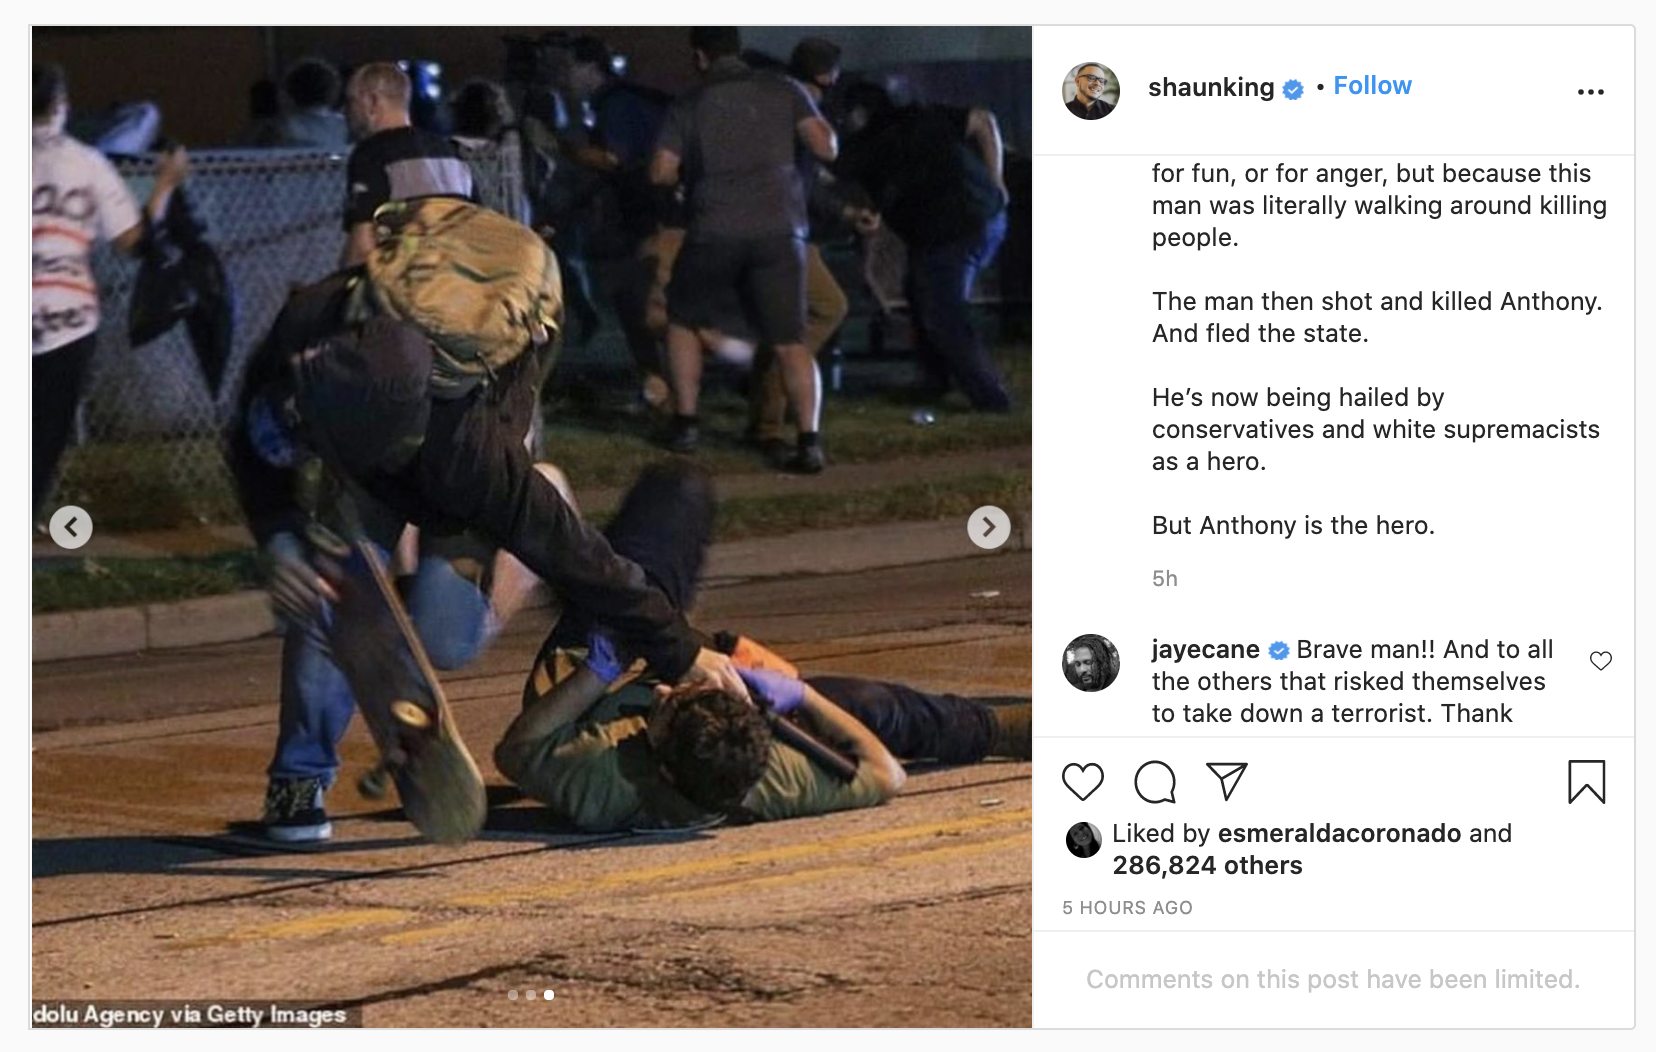 shaunking • Follow
for fun, or for anger, but because this
man was literally walking around killing
people.
The man then shot and killed Anthony.
And fled the state.
He’s now being hailed by
conservatives and white supremacists
as a hero.
But Anthony is the hero.
5h
jayecane Brave man!! And to all
the others that risked themselves
to take down a terrorist. Thank
Liked by esmeraldacoronado and
286,824 others
5 HOURS AGO
Comments on this post have been limited.
dolu Agency via Getty Images